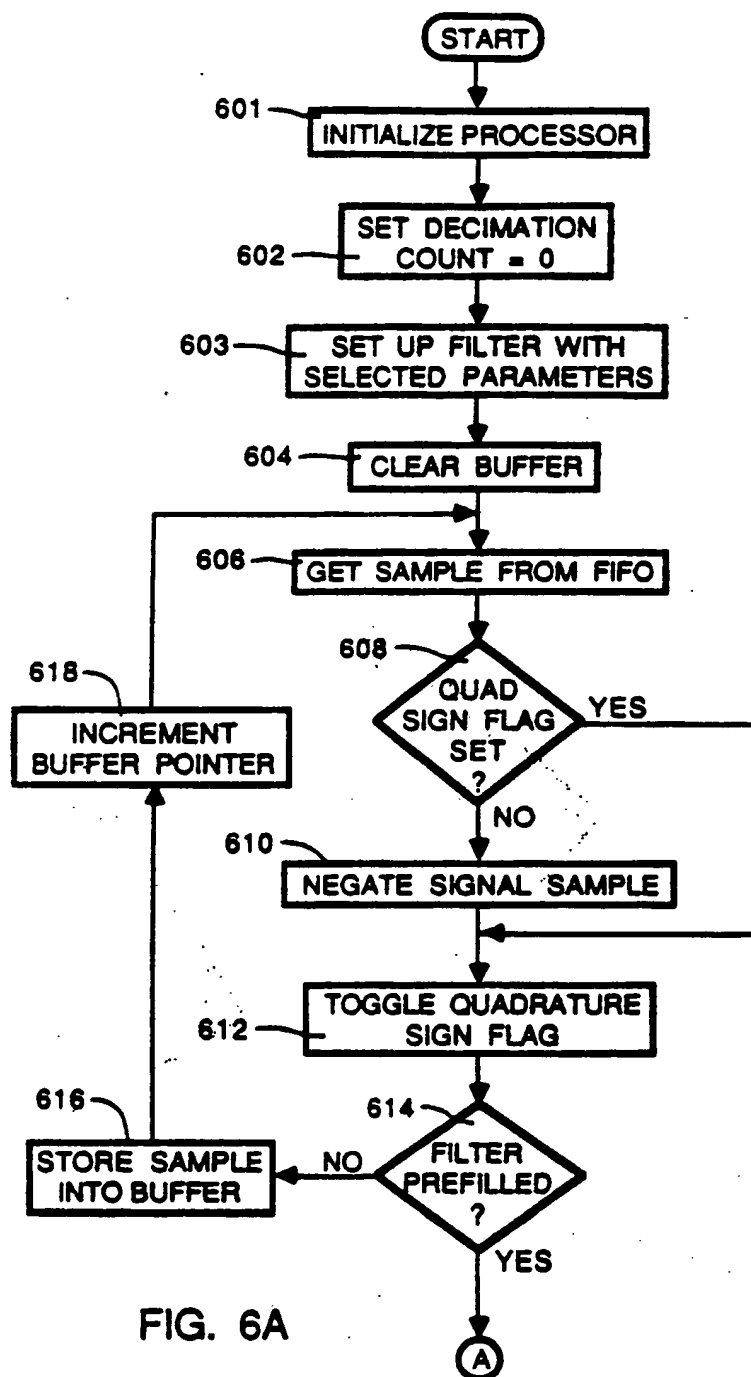 START
601
INITIALIZE PROCESSOR
SET DECIMATION
COUNT = 0
602
603
SET UP FILTER WITH
SELECTED PARAMETERS
604
CLEAR BUFFER
606
GET SAMPLE FROM FIFO
608
QUAD
SIGN FLAG
SET
?
YES
NO
618
INCREMENT
BUFFER POINTER
610
NEGATE SIGNAL SAMPLE
TOGGLE QUADRATURE
SIGN FLAG
612
614
FILTER
PREFILLED
?
NO
616
STORE SAMPLE
INTO BUFFER
YES
FIG. 6A
A